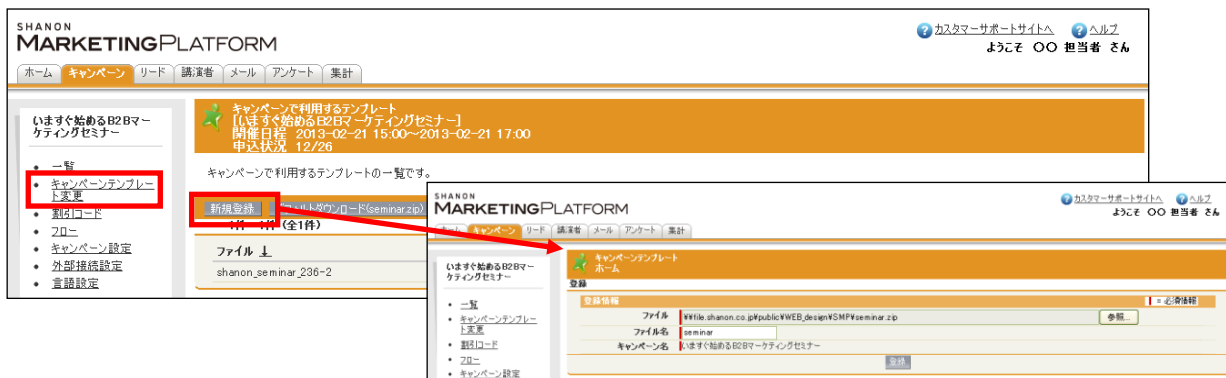 SHANON
MARKETINGPLATFORM
カスタマーサポートサイトへ ヘルプ
ようこそ 〇〇 担当者 さん
ホーム キャンペーン リード 講演者 メール アンケート 集計
いますぐ始めるB2Bマー
ケティングセミナー
• 一覧
• キャンペーンテンプレー
ト変更
• 割引コード
• フロー
• キャンペーン設定
• 外部接続設定
• 言語設定
キャンペーンで利用するテンプレート
[いますぐ始めるB2Bマーケティングセミナー]
開催日程 2013-02-21 15:00～2013-02-21 17:00
申込状況 12/26
キャンペーンで利用するテンプレートの一覧です。
新規登録 ダウンロード(seminar.zip)
(全1件)
ファイル ↓
shanon_seminar_236-2
SHANON
MARKETINGPLATFORM
カスタマーサポートサイトへ ヘルプ
ようこそ 〇〇 担当者 さん
ホーム キャンペーン リード 講演者 メール アンケート 集計
いますぐ始めるB2Bマー
ケティングセミナー
• 一覧
• キャンペーンテンプレー
ト変更
• 割引コード
• フロー
• キャンペーン設定
キャンペーンテンプレート
ホーム
登録
登録情報 = 必須情報
ファイル ¥¥file.shanon.co.jp¥public¥WEB_design¥SMP¥seminar.zip 参照...
ファイル名 seminar
キャンペーン名 いますぐ始めるB2Bマーケティングセミナー
登録